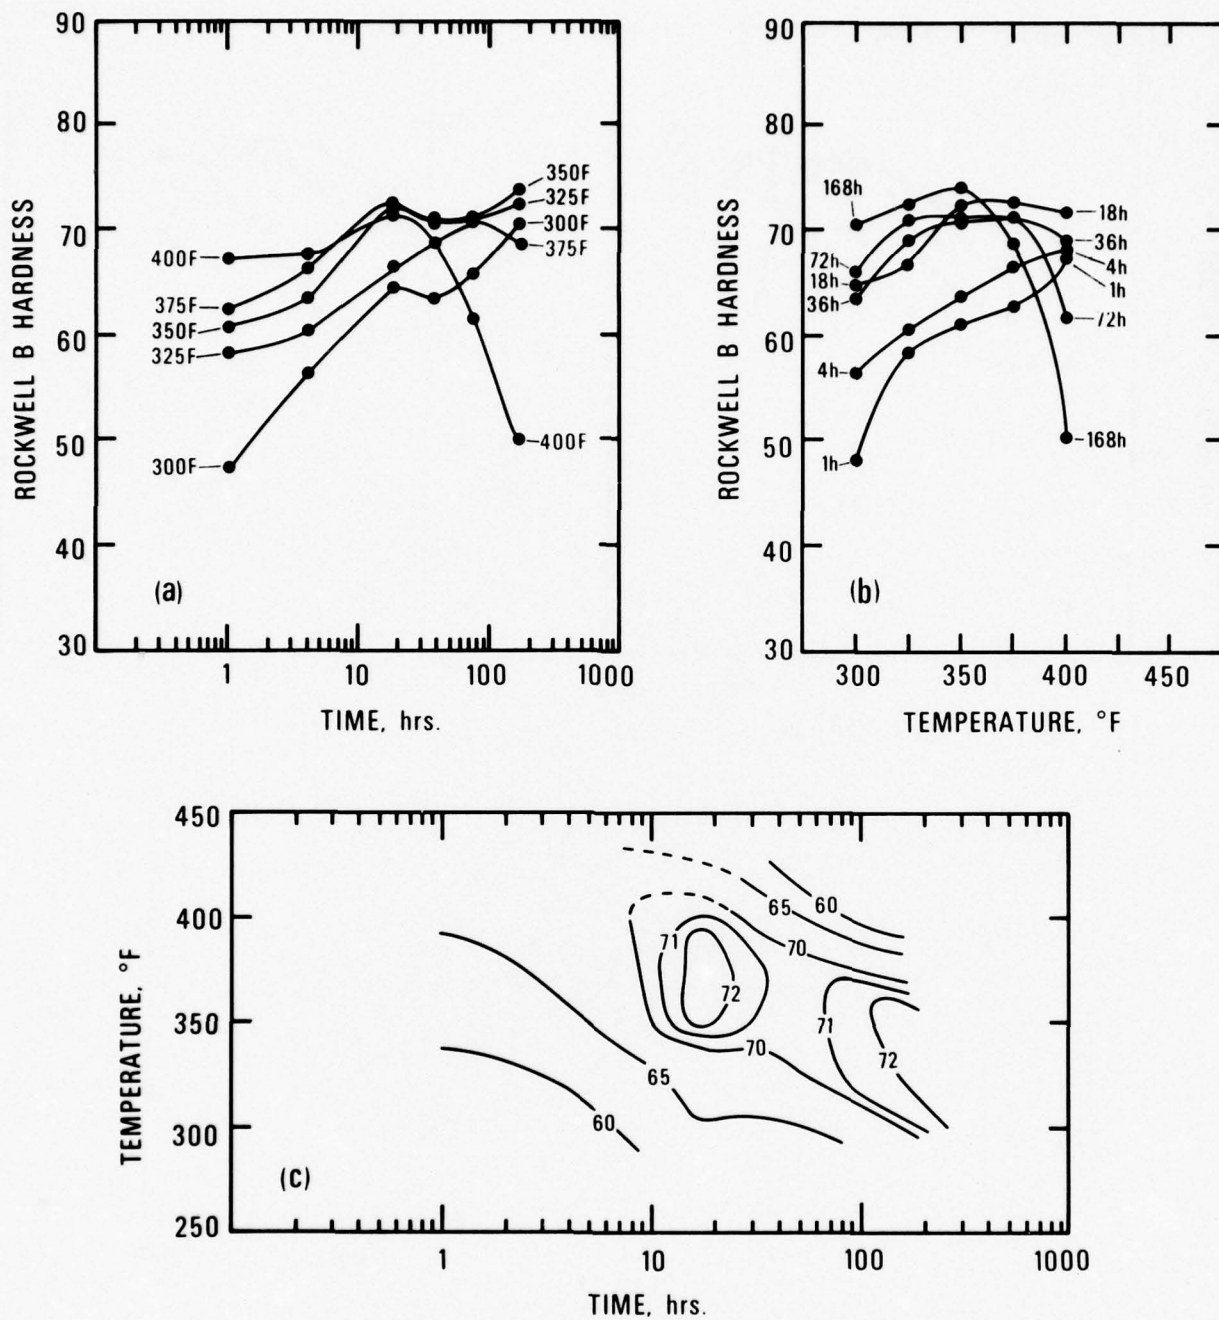 90
80
70
60
50
40
30
ROCKWELL B HARDNESS
350F
325F
300F
375F
400F
375F
350F
325F
300F
400F
(a)
1
10
100
1000
TIME, hrs.
90
80
70
60
50
40
30
ROCKWELL B HARDNESS
168h
72h
18h
36h
4h
1h
18h
36h
4h
1h
72h
168h
(b)
300
350
400
450
TEMPERATURE, °F
450
400
350
300
250
TEMPERATURE, °F
60
65
70
71
72
71
72
70
65
60
(c)
1
10
100
1000
TIME, hrs.